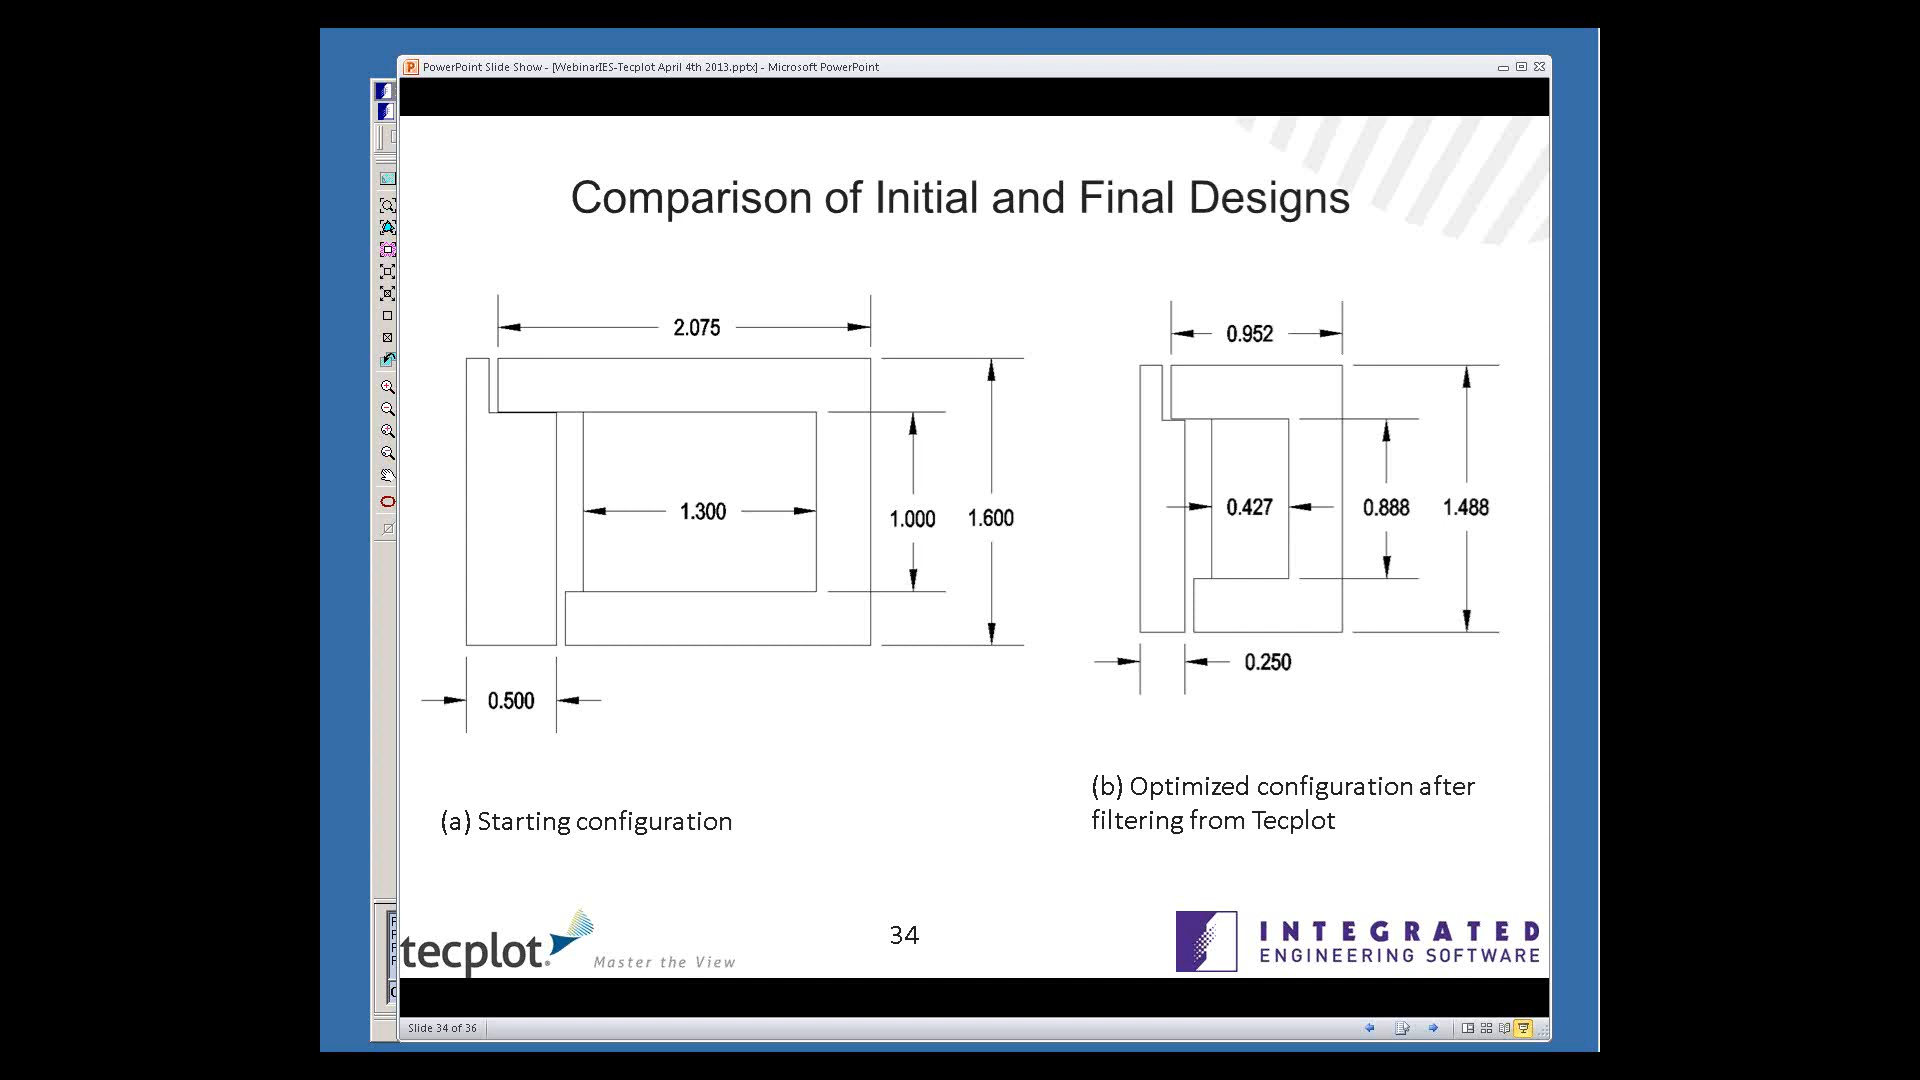 PowerPoint Slide Show - [WebinarIES-Tecplot April 4th 2013.pptx] - Microsoft PowerPoint
Comparison of Initial and Final Designs
2.075
1.300
1.000
1.600
0.500
0.952
0.427
0.888
1.488
0.250
(a) Starting configuration
(b) Optimized configuration after
filtering from Tecplot
tecplot.
Master the View
34
INTEGRATED
ENGINEERING SOFTWARE
Slide 34 of 36